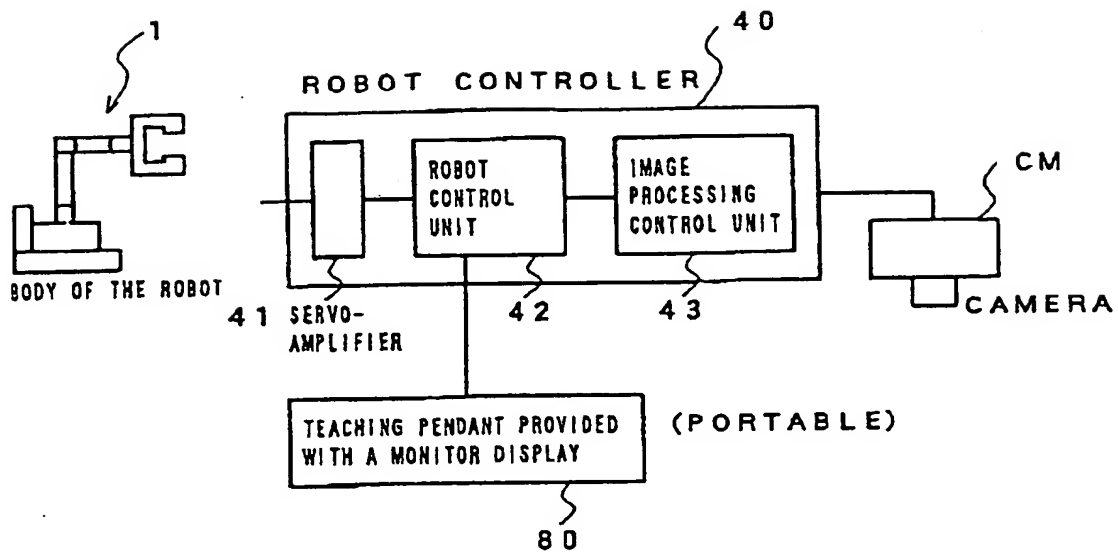 1
40
ROBOT CONTROLLER
ROBOT
CONTROL
UNIT
IMAGE
PROCESSING
CONTROL UNIT
CM
BODY OF THE ROBOT
41 SERVO-
AMPLIFIER
42
43
CAMERA
TEACHING PENDANT PROVIDED
WITH A MONITOR DISPLAY
(PORTABLE)
80